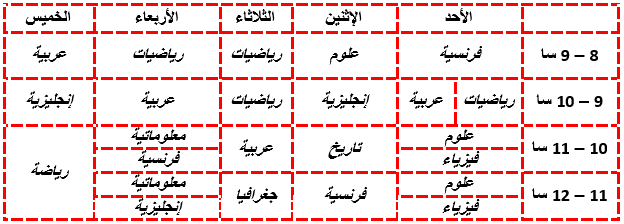 الأحد الإثنين الثلاثاء الأربعاء الخميس
8 – 9 سا فرنسية علوم رياضيات رياضيات عربية
9 – 10 سا رياضيات عربية إنجليزية رياضيات عربية إنجليزية
10 – 11 سا علوم تاريخ عربية معلوماتية رياضة
فيزياء فرنسية
11 – 12 سا علوم فرنسية جغرافيا معلوماتية
فيزياء إنجليزية